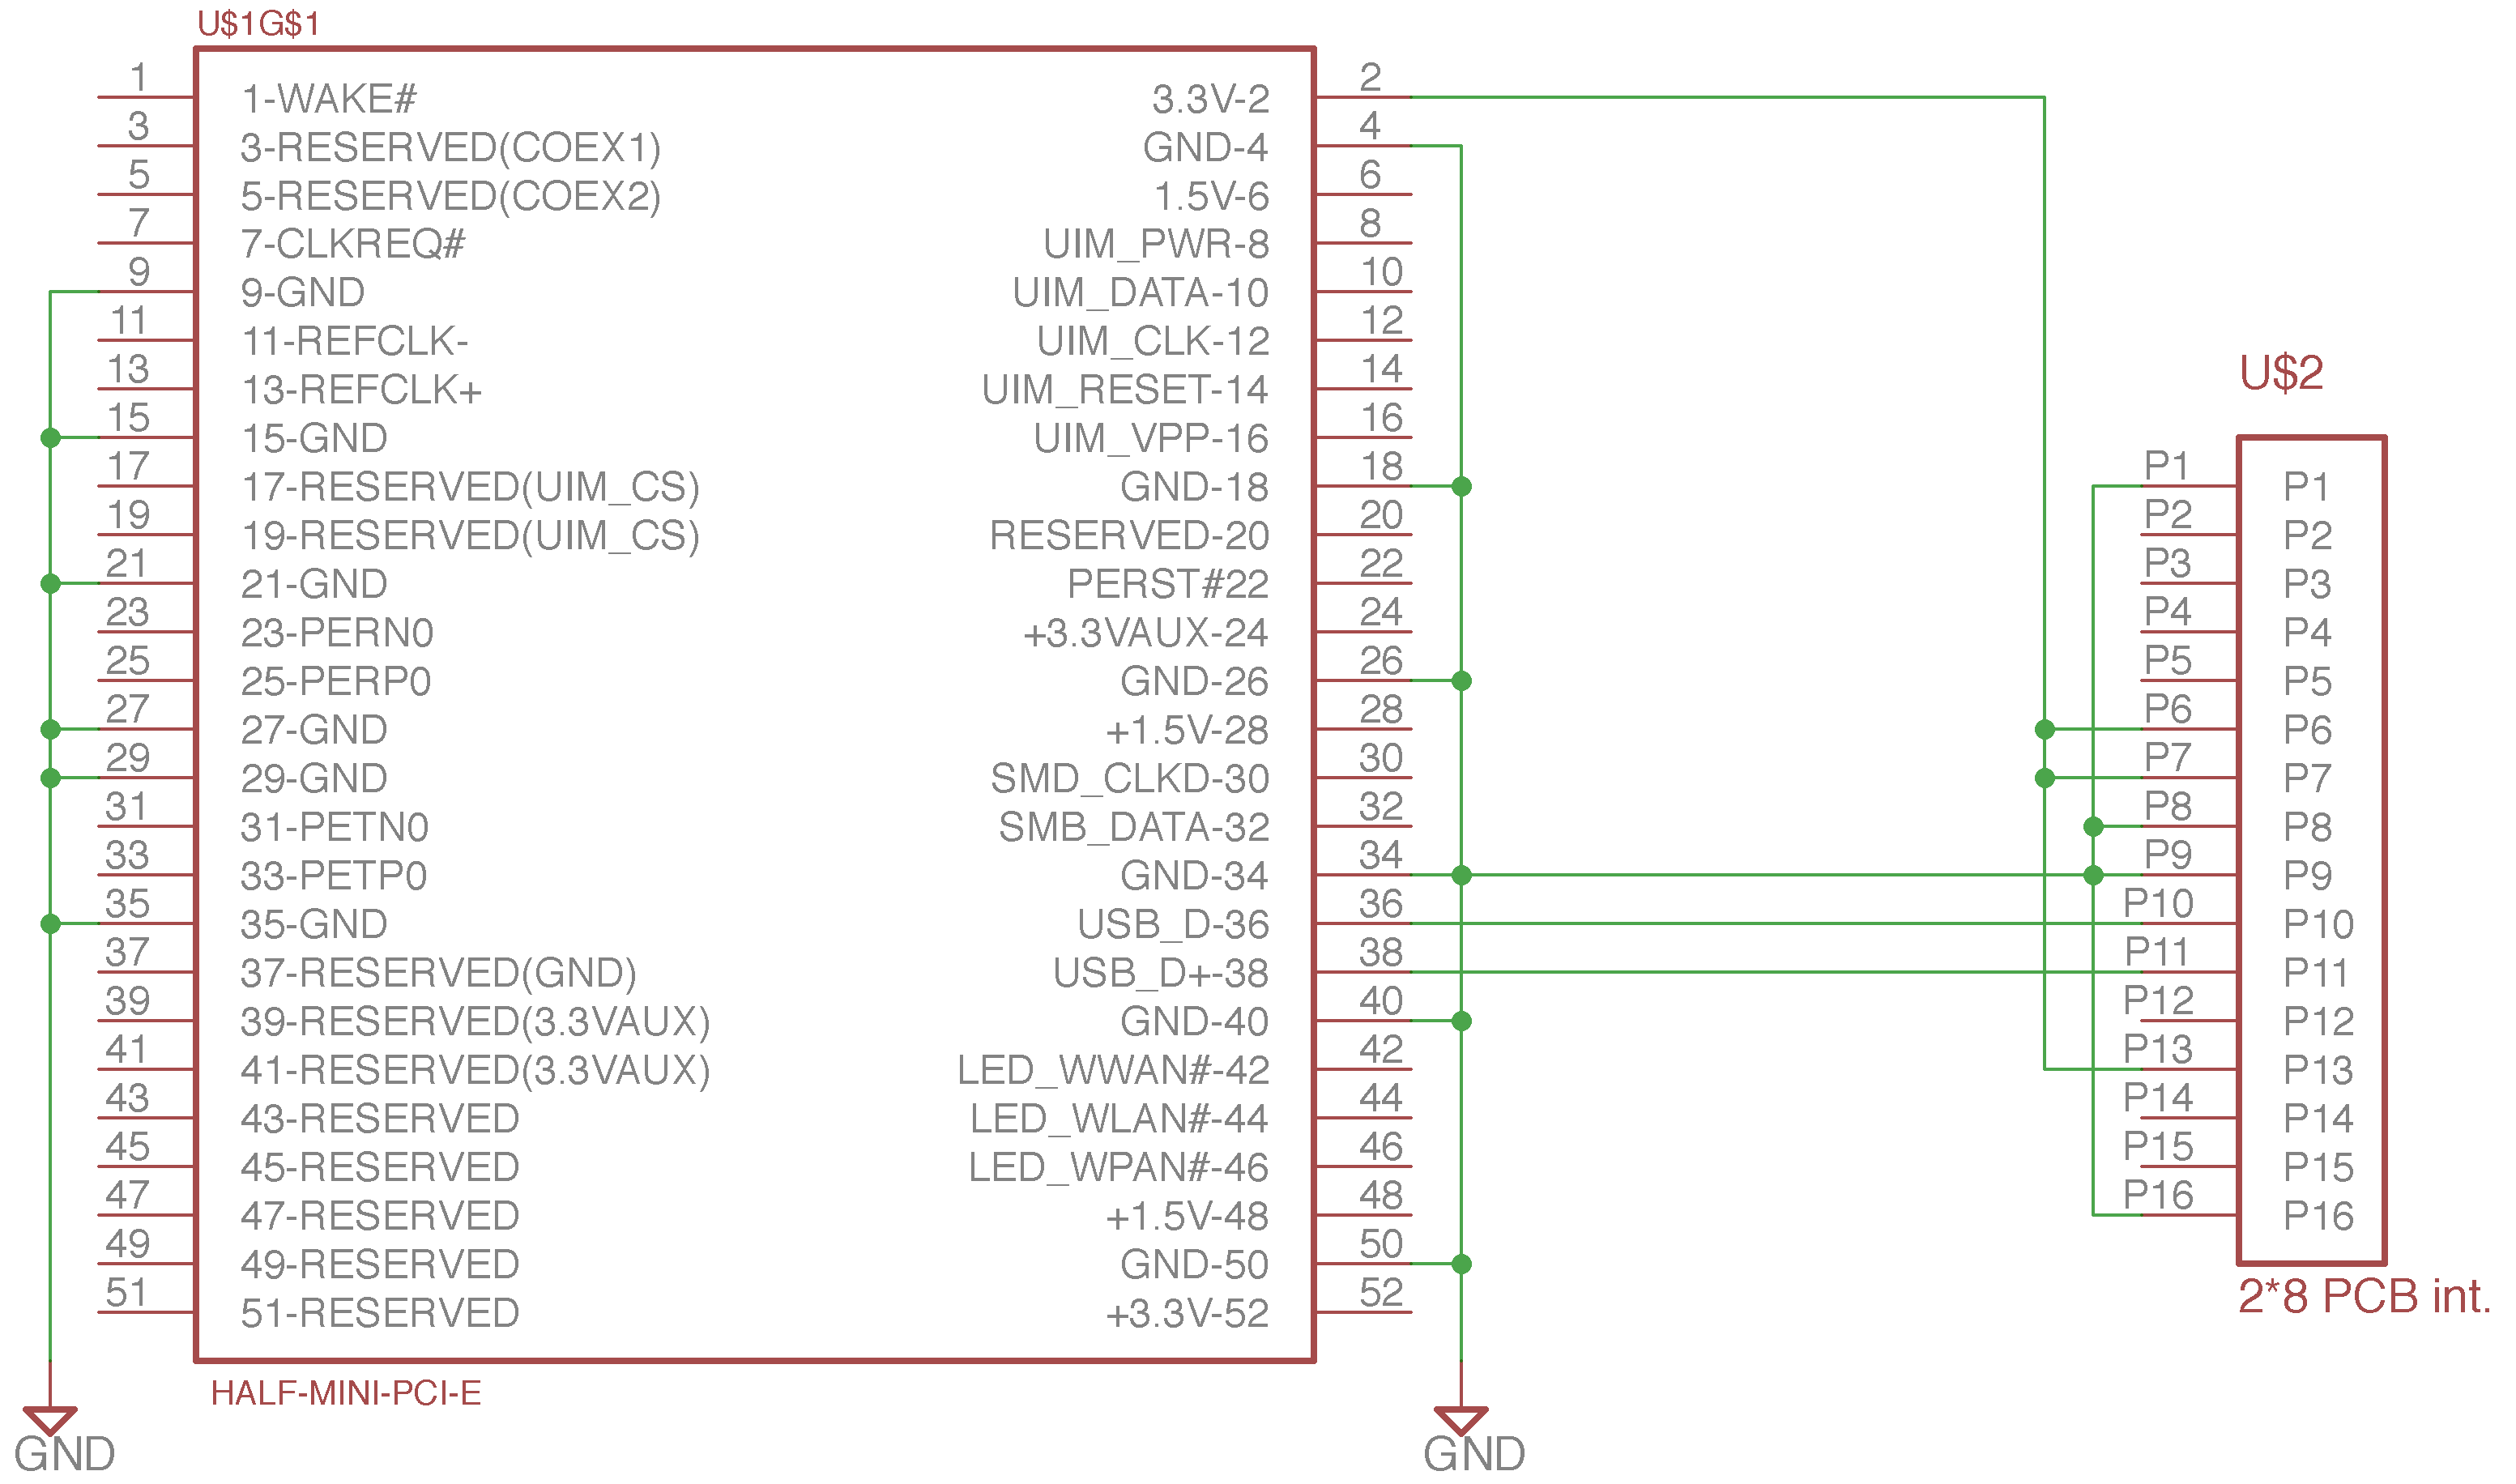 U$1G$1
1 1-WAKE# 3.3V-2 2
3 3-RESERVED(COEX1) GND-4 4
5 5-RESERVED(COEX2) 1.5V-6 6
7 7-CLKREQ# UIM_PWR-8 8
9 9-GND UIM_DATA-10 10
11 11-REFCLK- UIM_CLK-12 12
13 13-REFCLK+ UIM_RESET-14 14
15 15-GND UIM_VPP-16 16
17 17-RESERVED(UIM_CS) GND-18 18
19 19-RESERVED(UIM_CS) RESERVED-20 20
21 21-GND PERST#22 22
23 23-PERN0 +3.3VAUX-24 24
25 25-PERP0 GND-26 26
27 27-GND +1.5V-28 28
29 29-GND SMD_CLKD-30 30
31 31-PETN0 SMB_DATA-32 32
33 33-PETP0 GND-34 34
35 35-GND USB_D-36 36
37 37-RESERVED(GND) USB_D+-38 38
39 39-RESERVED(3.3VAUX) GND-40 40
41 41-RESERVED(3.3VAUX) LED_WWAN#-42 42
43 43-RESERVED LED_WLAN#-44 44
45 45-RESERVED LED_WPAN#-46 46
47 47-RESERVED +1.5V-48 48
49 49-RESERVED GND-50 50
51 51-RESERVED +3.3V-52 52
HALF-MINI-PCI-E
GND
GND
U$2
P1 P1
P2 P2
P3 P3
P4 P4
P5 P5
P6 P6
P7 P7
P8 P8
P9 P9
P10 P10
P11 P11
P12 P12
P13 P13
P14 P14
P15 P15
P16 P16
2*8 PCB int.